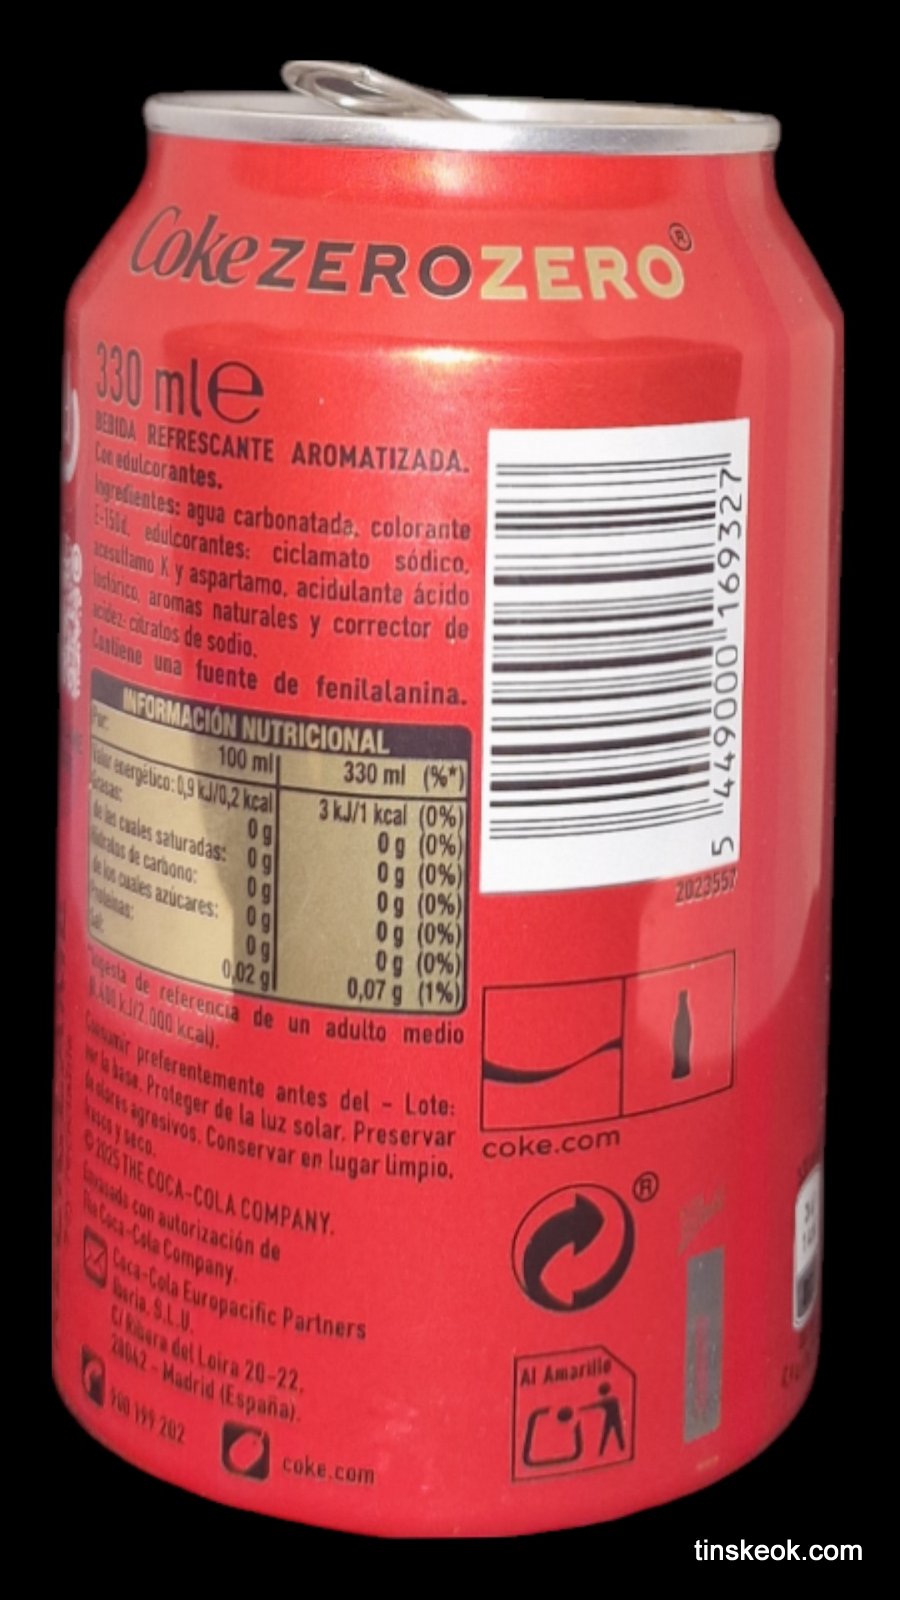 Coke ZEROZERO®
330 ml℮
BEBIDA REFRESCANTE AROMATIZADA.
Con edulcorantes.
Ingredientes: agua carbonatada, colorante
E-150d, edulcorantes: ciclamato sódico,
acesulfamo K y aspartamo, acidulante ácido
fosfórico, aromas naturales y corrector de
acidez: citratos de sodio.
Contiene una fuente de fenilalanina.
INFORMACIÓN NUTRICIONAL
100 ml 330 ml (%*)
Valor energético: 0,9 kJ/0,2 kcal 3 kJ/1 kcal (0%)
Grasas: 0 g 0 g (0%)
de las cuales saturadas: 0 g 0 g (0%)
Hidratos de carbono: 0 g 0 g (0%)
de los cuales azúcares: 0 g 0 g (0%)
Proteínas: 0 g 0 g (0%)
Sal: 0,02 g 0,07 g (1%)
*Ingesta de referencia de un adulto medio
(8.400 kJ/2.000 kcal).
Consumir preferentemente antes del - Lote:
ver la base. Proteger de la luz solar. Preservar
de olores agresivos. Conservar en lugar limpio,
fresco y seco.
© 2025 THE COCA-COLA COMPANY.
Envasado con autorización de
The Coca-Cola Company.
Coca-Cola Europacific Partners
Iberia, S.L.U.
C/ Ribera del Loira 20-22,
28042 - Madrid (España).
900 199 202
coke.com
5 449000 169327
2023557
coke.com
®
Al Amarillo
tinskeok.com